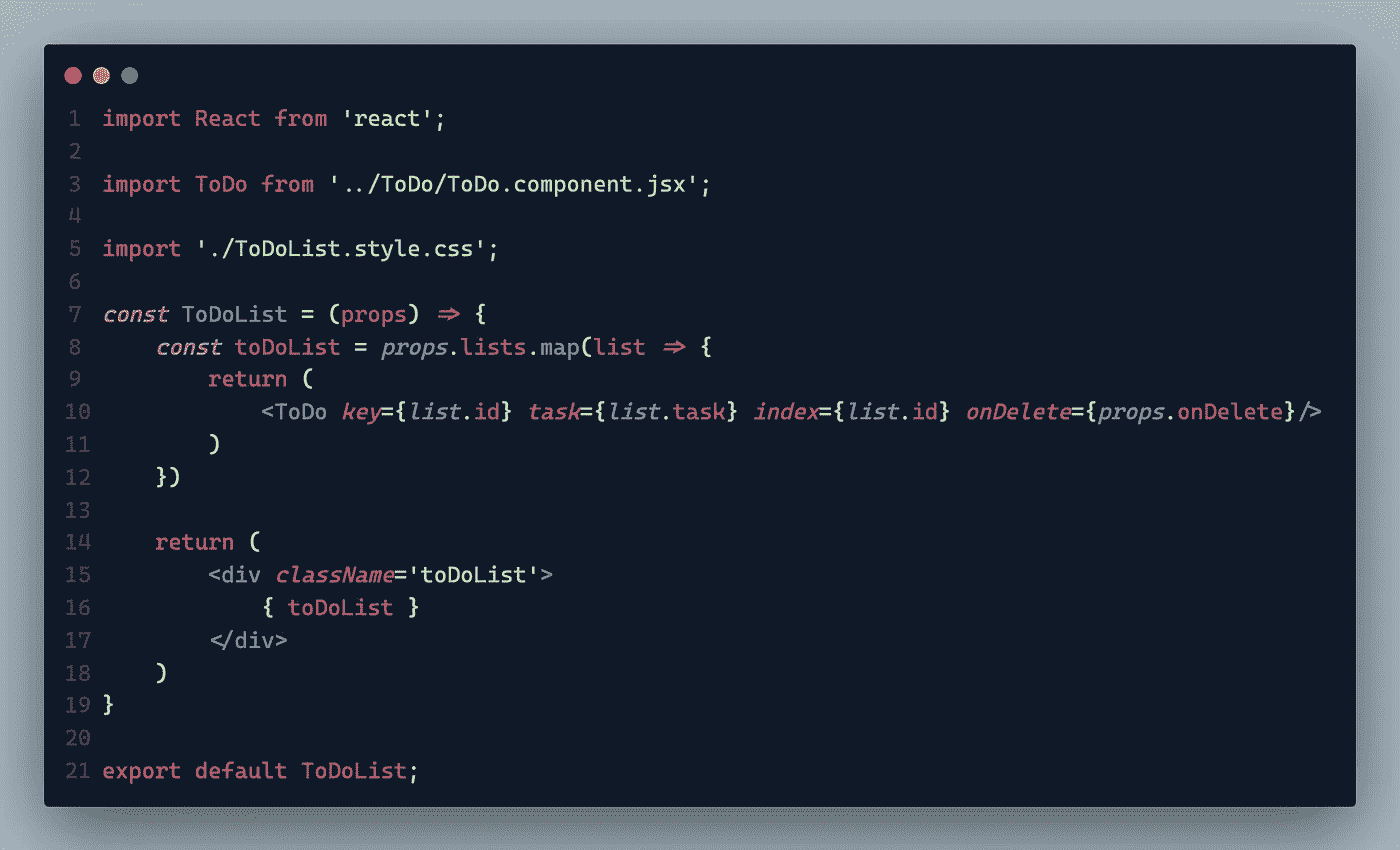 1 import React from 'react';
2
3 import ToDo from '../ToDo/ToDo.component.jsx';
4
5 import './ToDoList.style.css';
6
7 const ToDoList = (props) => {
8     const toDoList = props.lists.map(list => {
9         return (
10             <ToDo key={list.id} task={list.task} index={list.id} onDelete={props.onDelete}/>
11         )
12     })
13
14     return (
15         <div className='toDoList'>
16             { toDoList }
17         </div>
18     )
19 }
20
21 export default ToDoList;